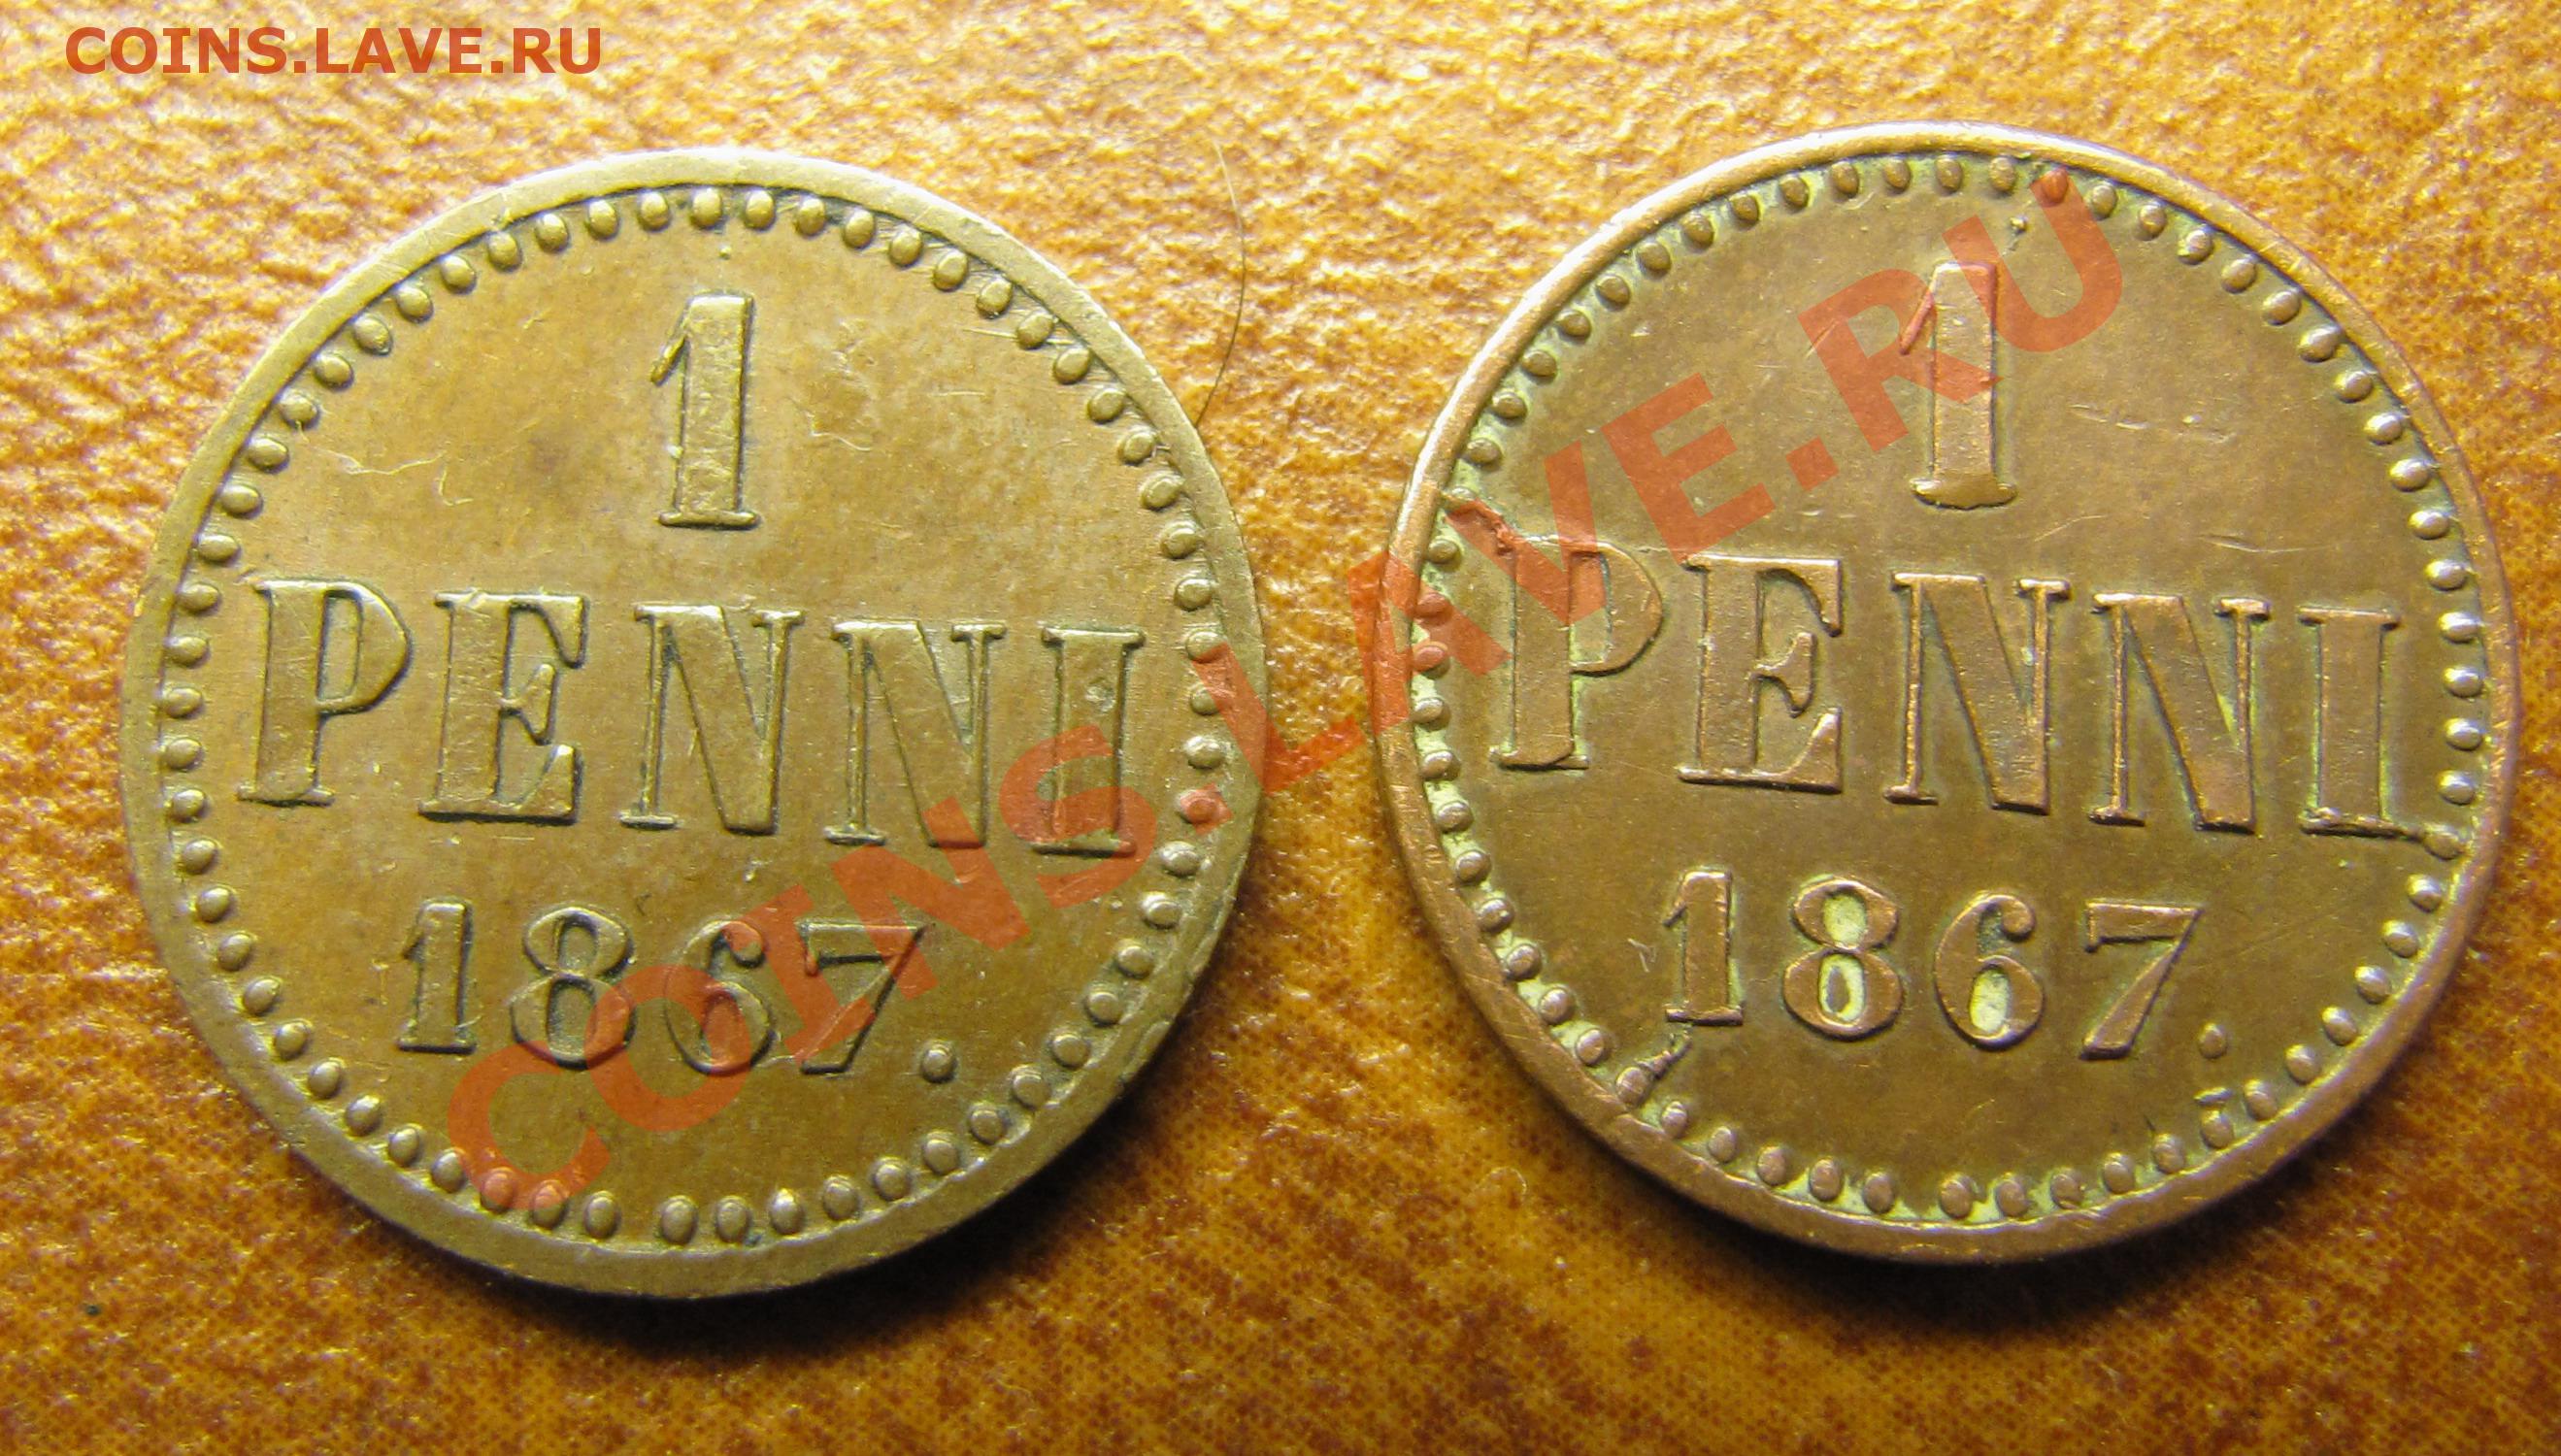 COINS.LAVE.RU
1
PENNI
1867.
1
PENNI
1867.
COINS.LAVE.RU